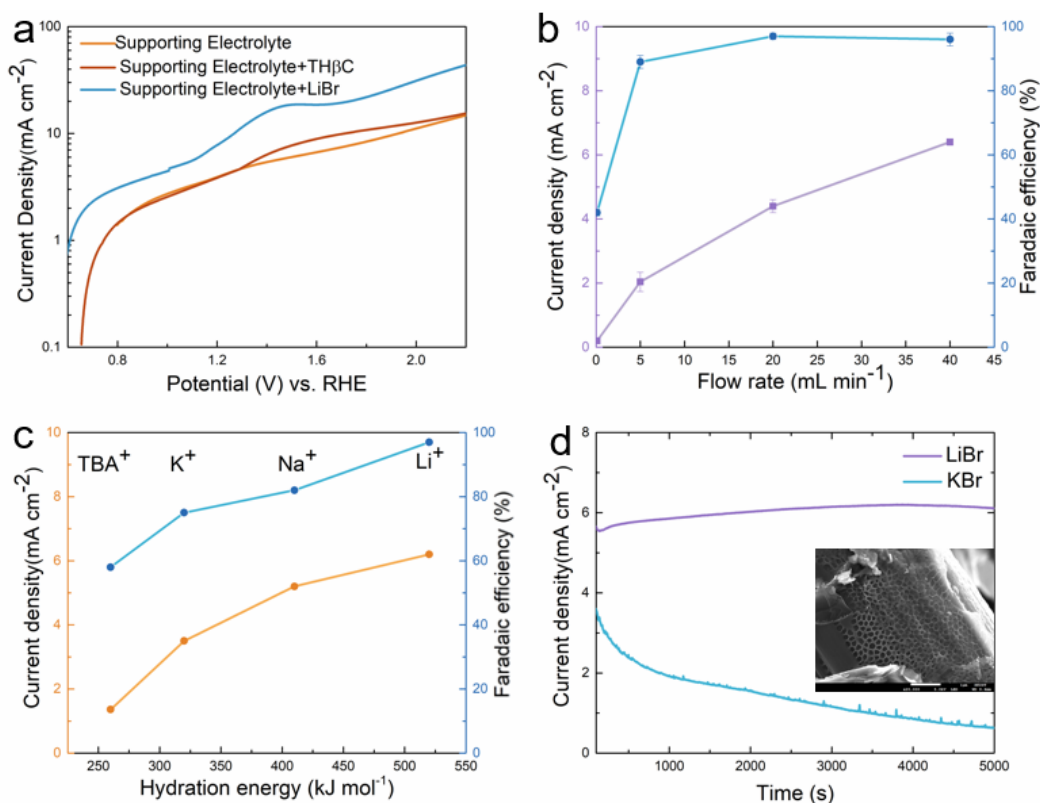 a
100
10
1
0.1
Current Density(mA cm-2)
Supporting Electrolyte
Supporting Electrolyte+THβC
Supporting Electrolyte+LiBr
0.8
1.2
1.6
2.0
Potential (V) vs. RHE
b
10
8
6
4
2
0
Current density (mA cm-2)
100
80
60
40
20
0
Faradaic efficiency (%)
0 5 10 15 20 25 30 35 40 45
Flow rate (mL min-1)
c
10
8
6
4
2
0
Current density(mA cm-2)
TBA+
K+
Na+
Li+
100
80
60
40
20
0
Faradaic efficiency (%)
250 300 350 400 450 500 550
Hydration energy (kJ mol-1)
d
8
6
4
2
0
Current density(mA cm-2)
LiBr
KBr
1000 2000 3000 4000 5000
Time (s)